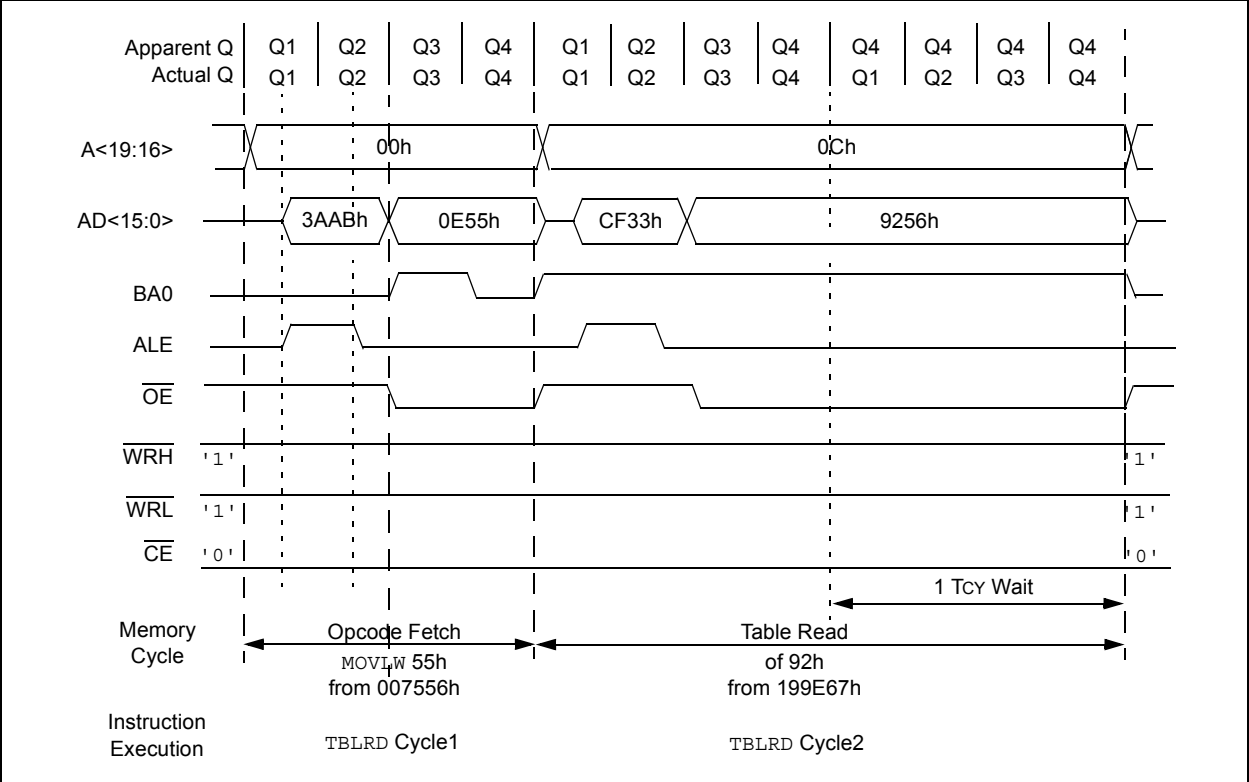 Apparent Q Q1 Q2 Q3 Q4 Q1 Q2 Q3 Q4 Q4 Q4 Q4 Q4
Actual Q Q1 Q2 Q3 Q4 Q1 Q2 Q3 Q4 Q1 Q2 Q3 Q4
A<19:16> 00h 0Ch
AD<15:0> 3AABh 0E55h CF33h 9256h
BA0
ALE
OE
WRH '1' '1'
WRL '1' '1'
CE '0' '0'
1 TCY Wait
Memory Cycle
Opcode Fetch
MOVLW 55h
from 007556h
Table Read
of 92h
from 199E67h
Instruction Execution
TBLRD Cycle1
TBLRD Cycle2